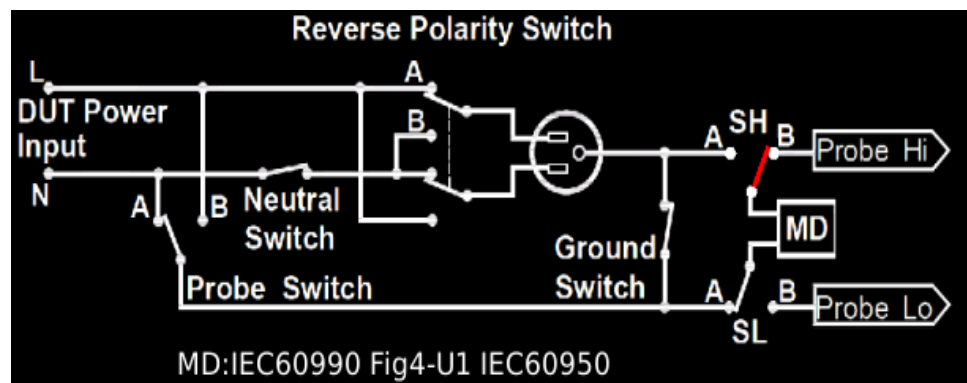 Reverse Polarity Switch
L
A
DUT Power
Input
B
SH
A
B
Probe Hi
N
A
B
Neutral
Switch
MD
Ground
Switch
Probe Switch
A
B
Probe Lo
SL
MD:IEC60990 Fig4-U1 IEC60950